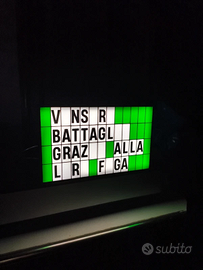 V NS R
BATTAGL
GRAZ ALLA
L R F GA
subito